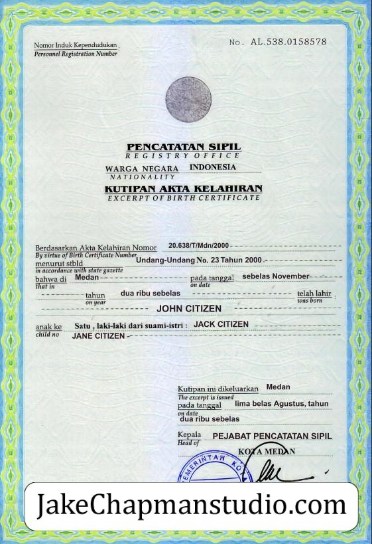 Nomor Induk Kependudukan
Personnel Registration Number
No. AL.538.0158578
PENCATATAN SIPIL
REGISTRY OFFICE
WARGA NEGARA INDONESIA
NATIONALITY
KUTIPAN AKTA KELAHIRAN
EXCERPT OF BIRTH CERTIFICATE
Berdasarkan Akta Kelahiran Nomor 20.638/T/Mdn/2000
By virtue of Birth Certificate Number
menurut stbld Undang-Undang No. 23 Tahun 2000.-
in accordance with state gazette
bahwa di Medan pada tanggal sebelas November
that in on date
tahun dua ribu sebelas telah lahir
on year was born
JOHN CITIZEN
anak ke Satu , laki-laki dari suami-istri : JACK CITIZEN
child no JANE CITIZEN
Kutipan ini dikeluarkan Medan
The excerpt is issued
pada tanggal lima belas Agustus, tahun
on date
dua ribu sebelas
Kepala PEJABAT PENCATATAN SIPIL
Head of
KOTA MEDAN
PEMERINTAH KOTA
JakeChapmanstudio.com